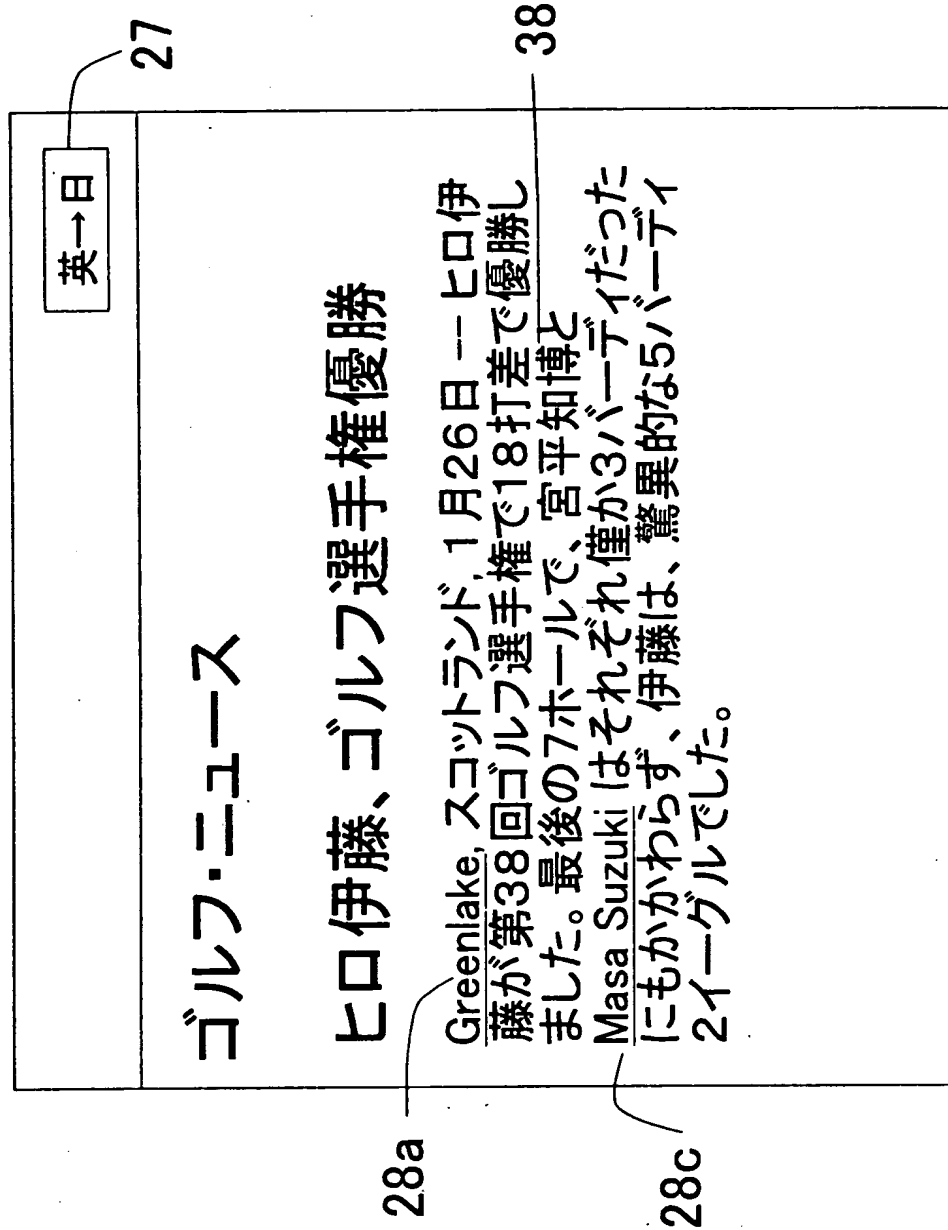 27
英→日
ゴルフ・ニュース
ヒロ伊藤、ゴルフ選手権優勝
28a
Greenlake, スコットランド, 1月26日 -- ヒロ伊
藤が第38回ゴルフ選手権で18打差で優勝し
ました。最後の7ホールで、宮平知博と
38
Masa Suzuki はそれぞれ僅か3バーディだった
にもかかわらず、伊藤は、驚異的な5バーディ
2イーグルでした。
28c